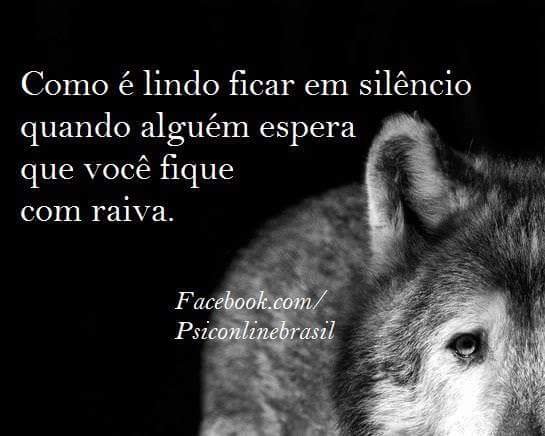 Como é lindo ficar em silêncio
quando alguém espera
que você fique
com raiva.
Facebook.com/
Psiconlinebrasil